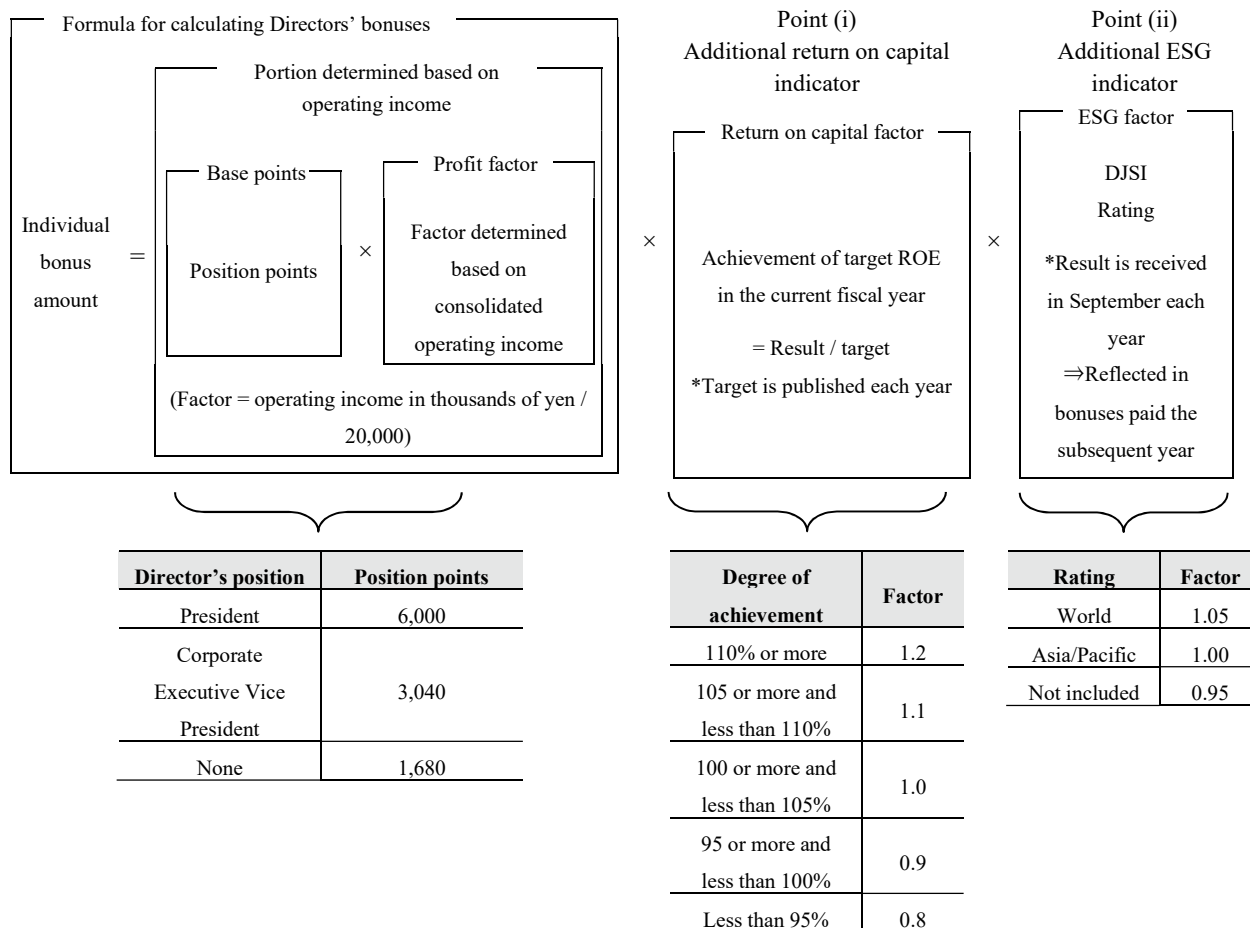 Formula for calculating Directors’ bonuses
Portion determined based on
operating income
Individual
bonus
amount
=
Base points
Position points
×
Profit factor
Factor determined
based on
consolidated
operating income
(Factor = operating income in thousands of yen /
20,000)
×
Point (i)
Additional return on capital
indicator
Return on capital factor
Achievement of target ROE
in the current fiscal year
= Result / target
*Target is published each year
×
Point (ii)
Additional ESG
indicator
ESG factor
DJSI
Rating
*Result is received
in September each
year
⇒Reflected in
bonuses paid the
subsequent year
Director’s position Position points
President 6,000
Corporate
Executive Vice
President
3,040
None 1,680
Degree of
achievement
Factor
110% or more 1.2
105 or more and
less than 110%
1.1
100 or more and
less than 105%
1.0
95 or more and
less than 100%
0.9
Less than 95% 0.8
Rating Factor
World 1.05
Asia/Pacific 1.00
Not included 0.95